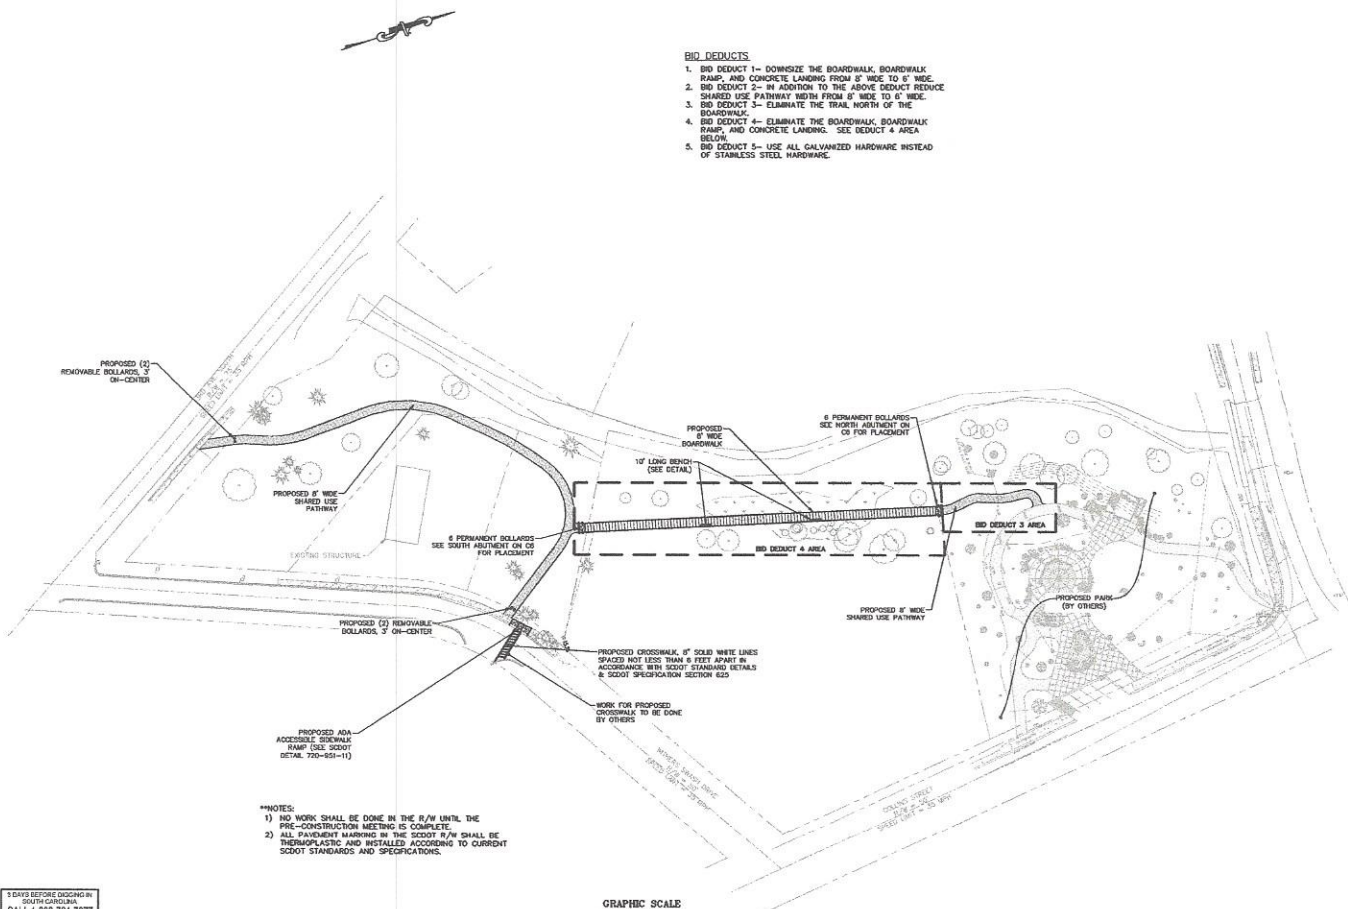 BID DEDUCTS
1. BID DEDUCT 1- DOWNSIZE THE BOARDWALK, BOARDWALK
RAMP, AND CONCRETE LANDING FROM 8' WIDE TO 6' WIDE.
2. BID DEDUCT 2- IN ADDITION TO THE ABOVE DEDUCT REDUCE
SHARED USE PATHWAY WIDTH FROM 8' WIDE TO 6' WIDE.
3. BID DEDUCT 3- ELIMINATE THE TRAIL NORTH OF THE
BOARDWALK.
4. BID DEDUCT 4- ELIMINATE THE BOARDWALK, BOARDWALK
RAMP, AND CONCRETE LANDING. SEE DEDUCT 4 AREA
BELOW.
5. BID DEDUCT 5- USE ALL GALVANIZED HARDWARE INSTEAD
OF STAINLESS STEEL HARDWARE.
PROPOSED (2)
REMOVABLE BOLLARDS, 3'
ON-CENTER
PROPOSED 8' WIDE
SHARED USE
PATHWAY
EXISTING STRUCTURE
6 PERMANENT BOLLARDS
SEE SOUTH ABUTMENT ON C6
FOR PLACEMENT
PROPOSED
8' WIDE
BOARDWALK
10' LONG BENCH
(SEE DETAIL)
6 PERMANENT BOLLARDS
SEE NORTH ABUTMENT ON
C6 FOR PLACEMENT
BID DEDUCT 3 AREA
BID DEDUCT 4 AREA
PROPOSED 8' WIDE
SHARED USE PATHWAY
PROPOSED PARK
(BY OTHERS)
PROPOSED (2) REMOVABLE
BOLLARDS, 3' ON-CENTER
PROPOSED CROSSWALK, 8" SOLID WHITE LINES
SPACED NOT LESS THAN 6 FEET APART IN
ACCORDANCE WITH SCDOT STANDARD DETAILS
& SCDOT SPECIFICATION SECTION 625
WORK FOR PROPOSED
CROSSWALK TO BE DONE
BY OTHERS
PROPOSED ADA
ACCESSIBLE SIDEWALK
RAMP (SEE SCDOT
DETAIL 720-951-11)
WITHERS SWASH DRIVE
COLLINS STREET
R/W = 50'
SPEED LIMIT = 35 MPH
**NOTES:
1) NO WORK SHALL BE DONE IN THE R/W UNTIL THE
PRE-CONSTRUCTION MEETING IS COMPLETE.
2) ALL PAVEMENT MARKING IN THE SCDOT R/W SHALL BE
THERMOPLASTIC AND INSTALLED ACCORDING TO CURRENT
SCDOT STANDARDS AND SPECIFICATIONS.
3 DAYS BEFORE DIGGING IN
SOUTH CAROLINA
GRAPHIC SCALE